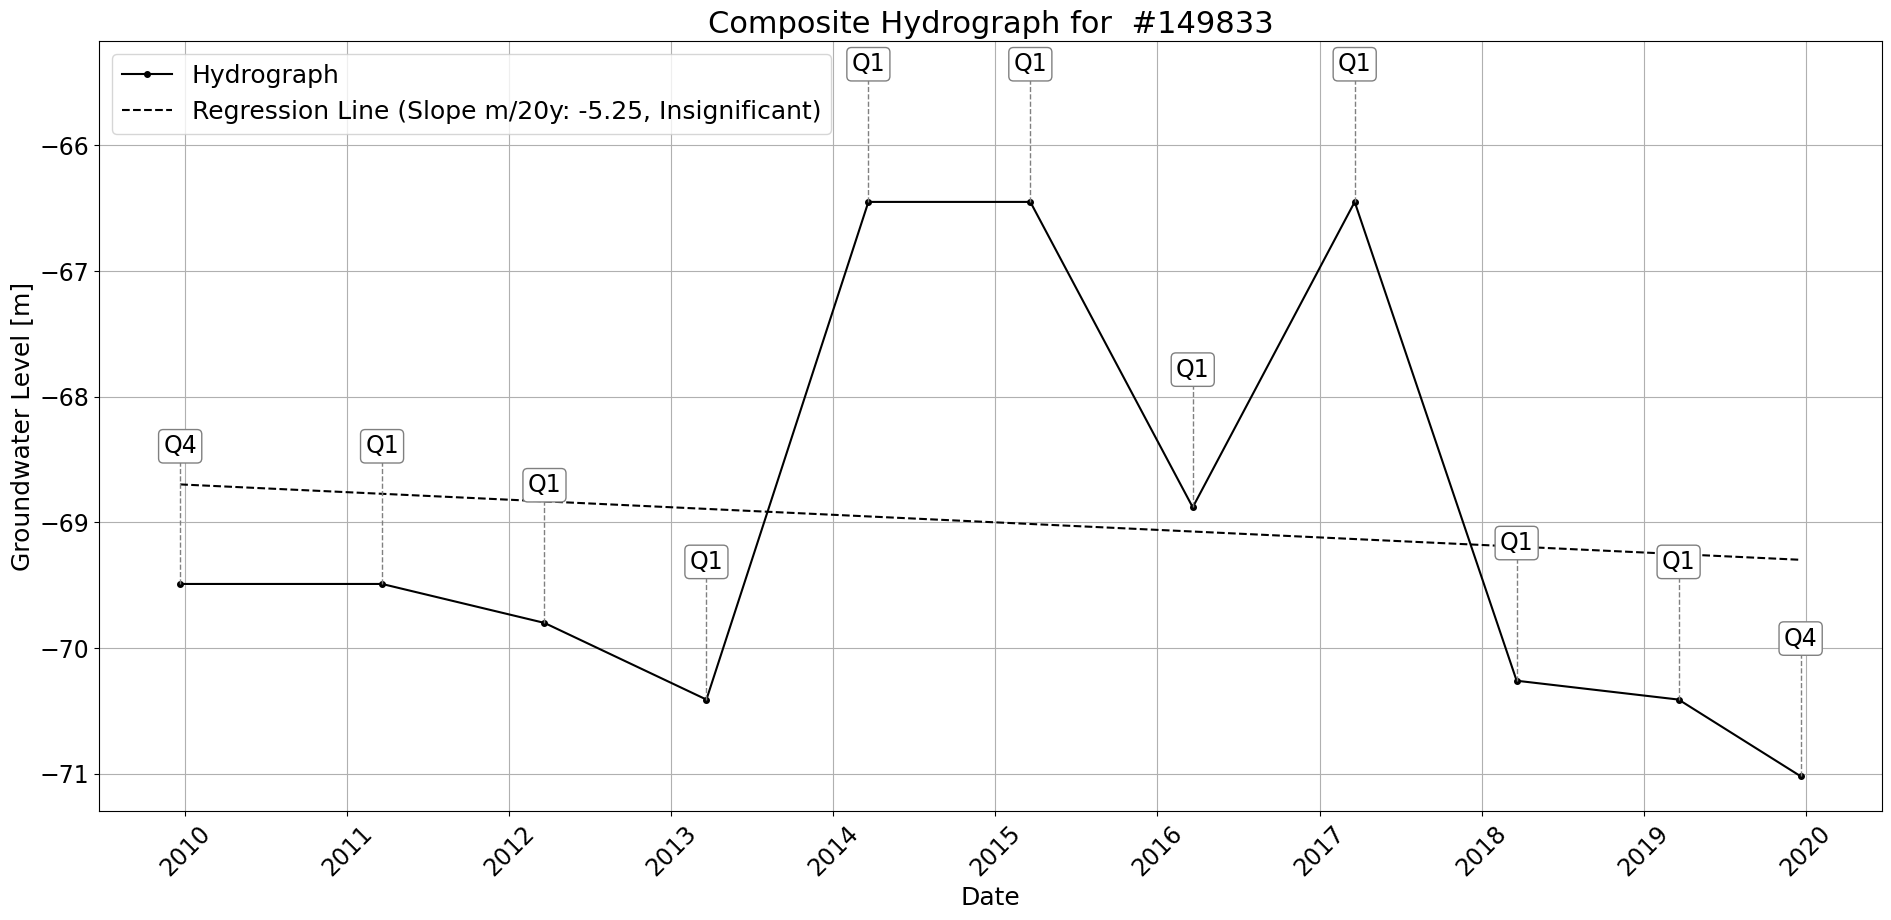 Composite Hydrograph for  #149833
Hydrograph
Regression Line (Slope m/20y: -5.25, Insignificant)
Q1
Q1
Q1
Q1
Q4
Q1
Q1
Q1
Q1
Q1
Q4
−66
−67
−68
−69
−70
−71
Groundwater Level [m]
2010
2011
2012
2013
2014
2015
2016
2017
2018
2019
2020
Date